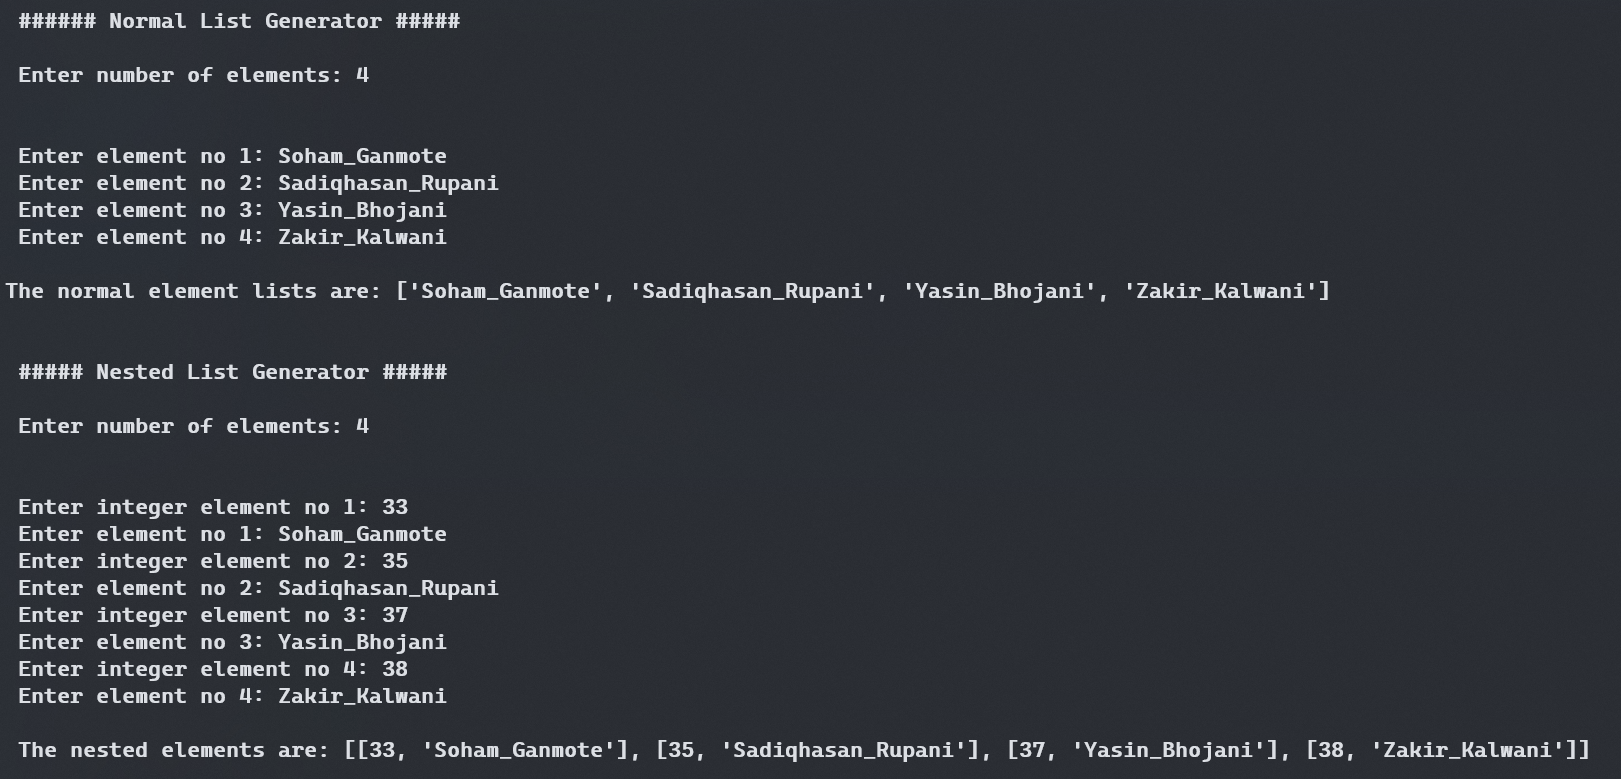 ###### Normal List Generator #####
Enter number of elements: 4
Enter element no 1: Soham_Ganmote
Enter element no 2: Sadiqhasan_Rupani
Enter element no 3: Yasin_Bhojani
Enter element no 4: Zakir_Kalwani
The normal element lists are: ['Soham_Ganmote', 'Sadiqhasan_Rupani', 'Yasin_Bhojani', 'Zakir_Kalwani']
##### Nested List Generator #####
Enter number of elements: 4
Enter integer element no 1: 33
Enter element no 1: Soham_Ganmote
Enter integer element no 2: 35
Enter element no 2: Sadiqhasan_Rupani
Enter integer element no 3: 37
Enter element no 3: Yasin_Bhojani
Enter integer element no 4: 38
Enter element no 4: Zakir_Kalwani
The nested elements are: [[33, 'Soham_Ganmote'], [35, 'Sadiqhasan_Rupani'], [37, 'Yasin_Bhojani'], [38, 'Zakir_Kalwani']]